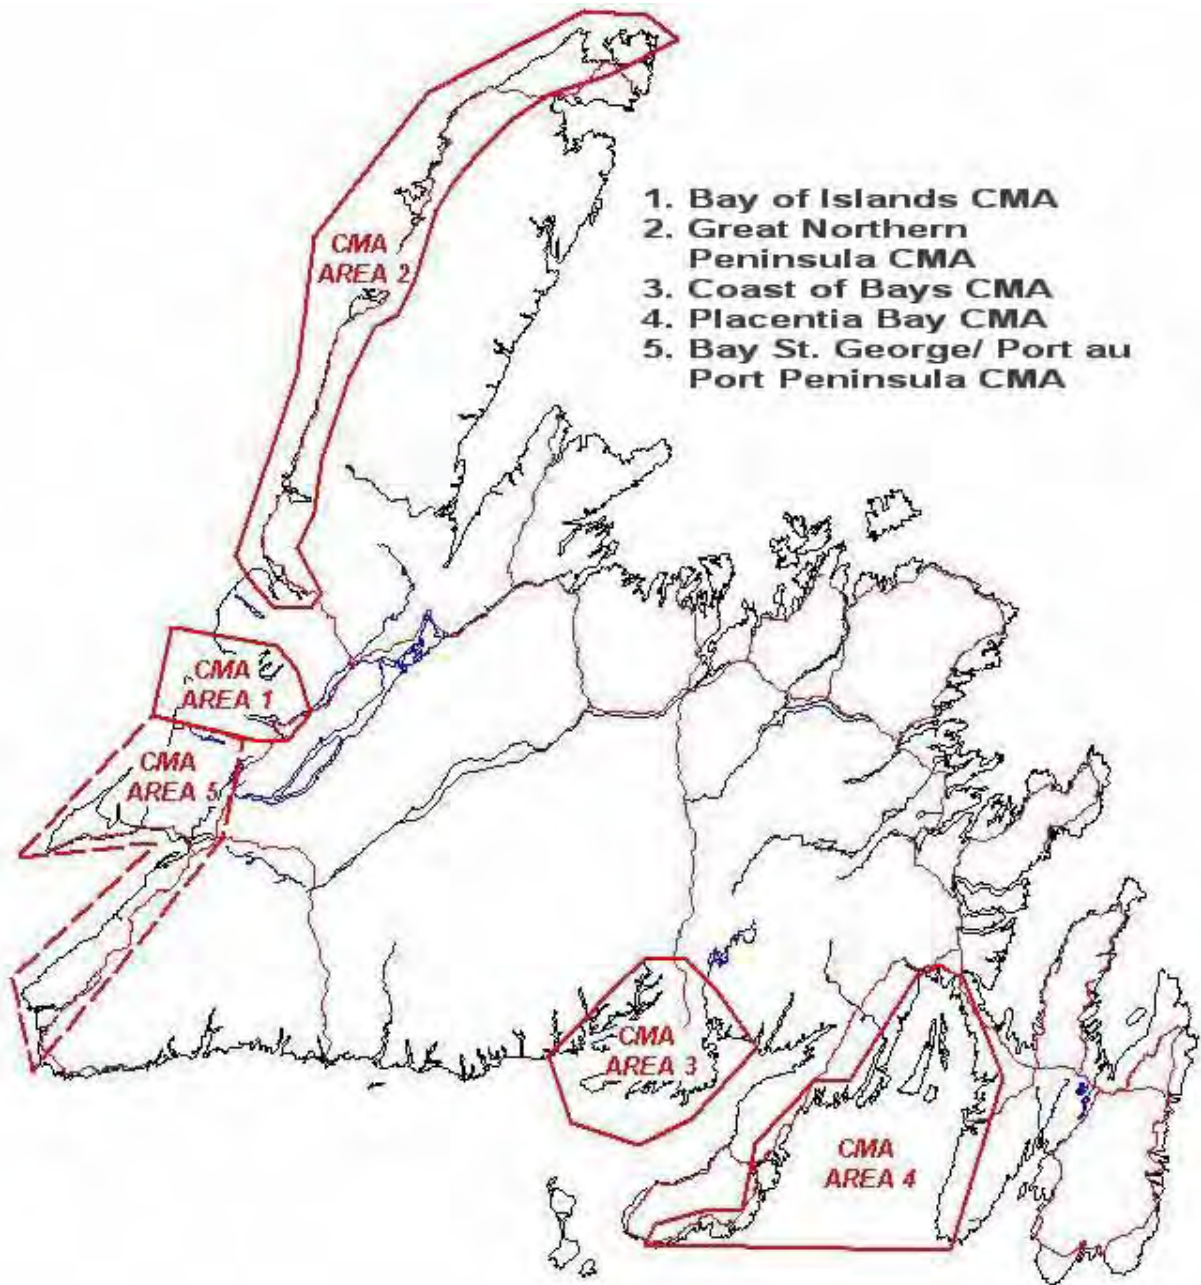 1. Bay of Islands CMA
2. Great Northern
Peninsula CMA
3. Coast of Bays CMA
4. Placentia Bay CMA
5. Bay St. George/ Port au
Port Peninsula CMA
CMA
AREA 2
CMA
AREA 1
CMA
AREA 5
CMA
AREA 3
CMA
AREA 4